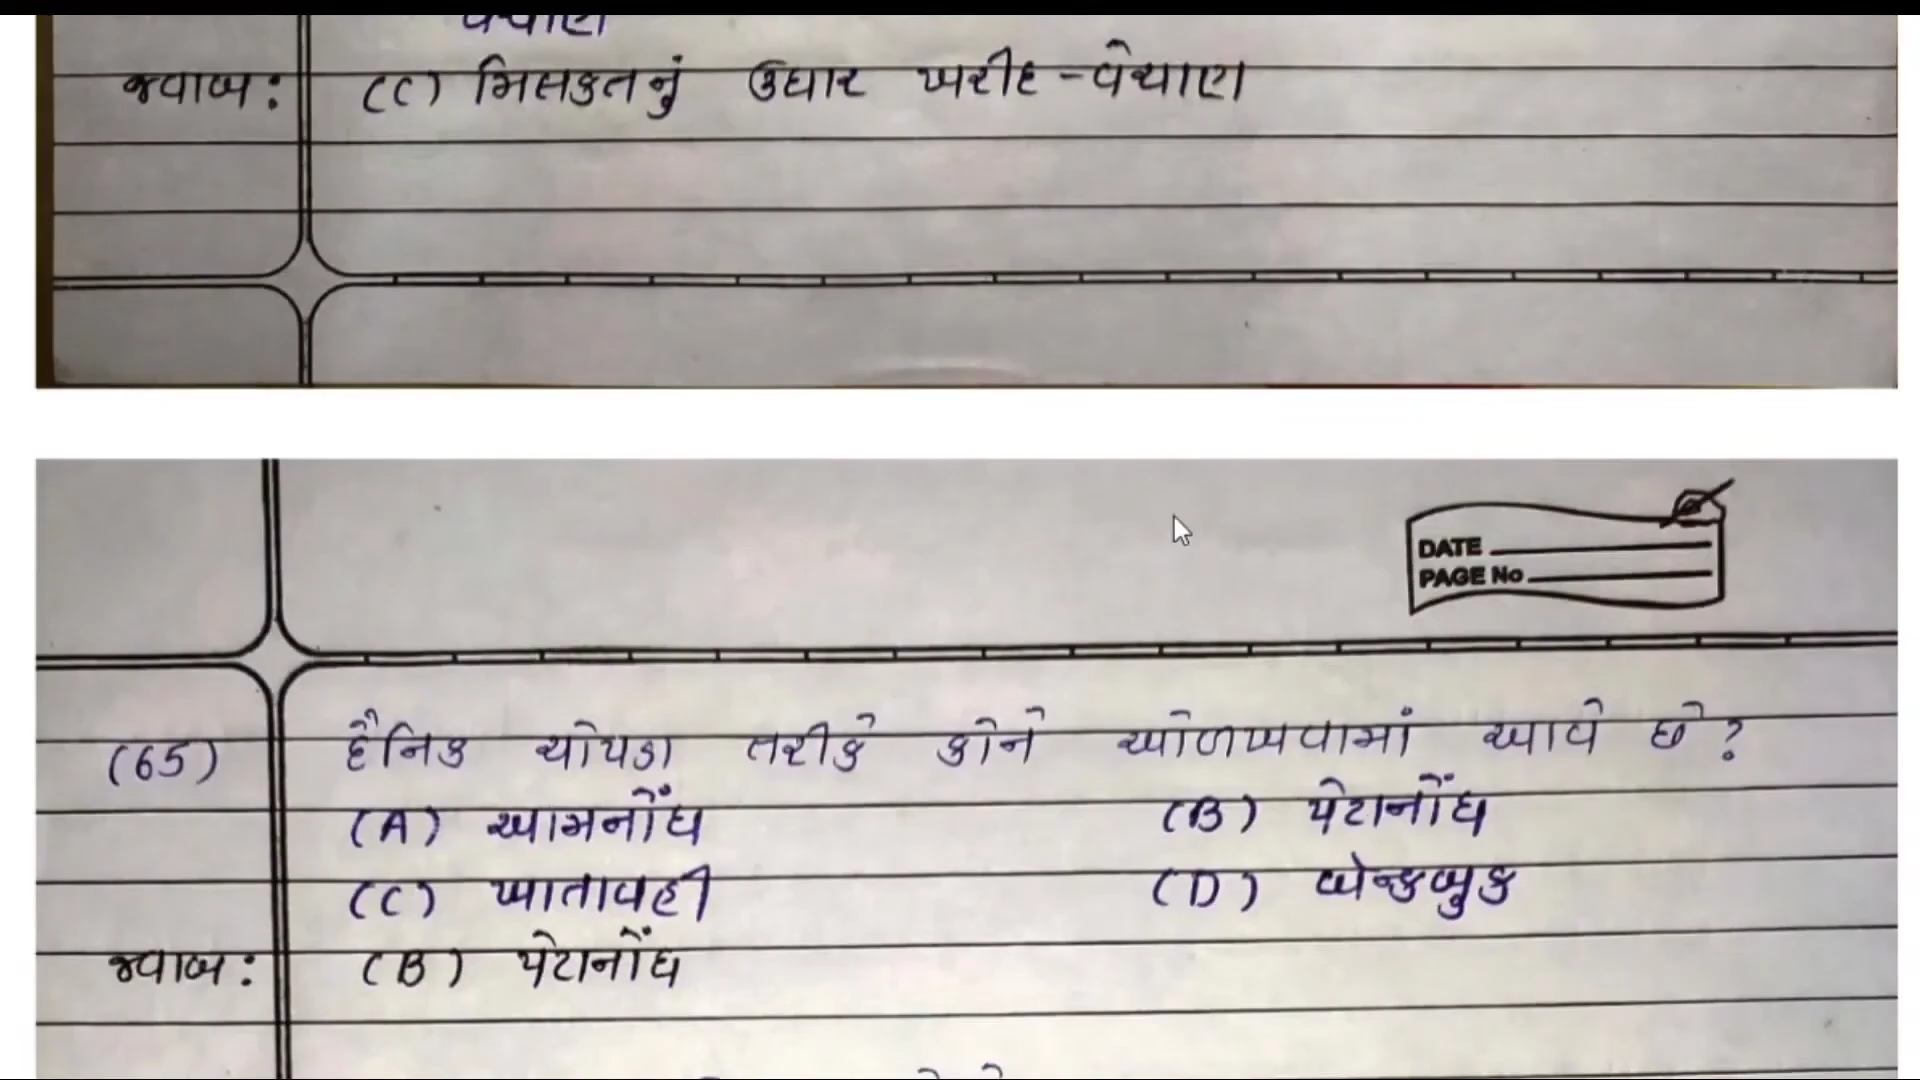 વેચાણ
જવાબ: (C) મિલકતનું ઉધાર ખરીદ-વેચાણ
DATE
PAGE No
(65) દૈનિક ચોપડા તરીકે કોને ઓળખવામાં આવે છે?
(A) આમનોંધ (B) પેટાનોંધ
(C) ખાતાવહી (D) બેન્કબુક
જવાબ: (B) પેટાનોંધ